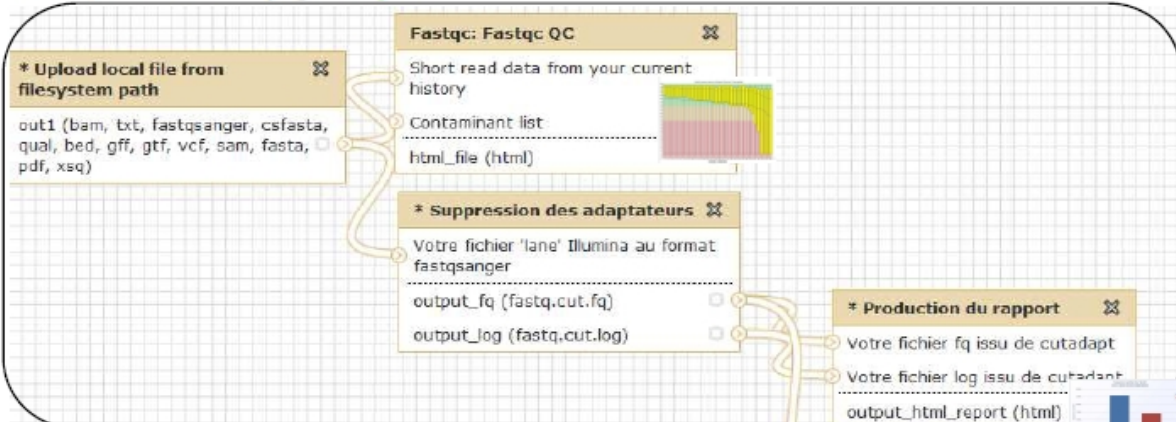 * Upload local file from
filesystem path
out1 (bam, txt, fastqsanger, csfasta,
qual, bed, gff, gtf, vcf, sam, fasta,
pdf, xsq)
Fastqc: Fastqc QC
Short read data from your current
history
Contaminant list
html_file (html)
* Suppression des adaptateurs
Votre fichier 'lane' Illumina au format
fastqsanger
output_fq (fastq.cut.fq)
output_log (fastq.cut.log)
* Production du rapport
Votre fichier fq issu de cutadapt
Votre fichier log issu de cutadapt
output_html_report (html)